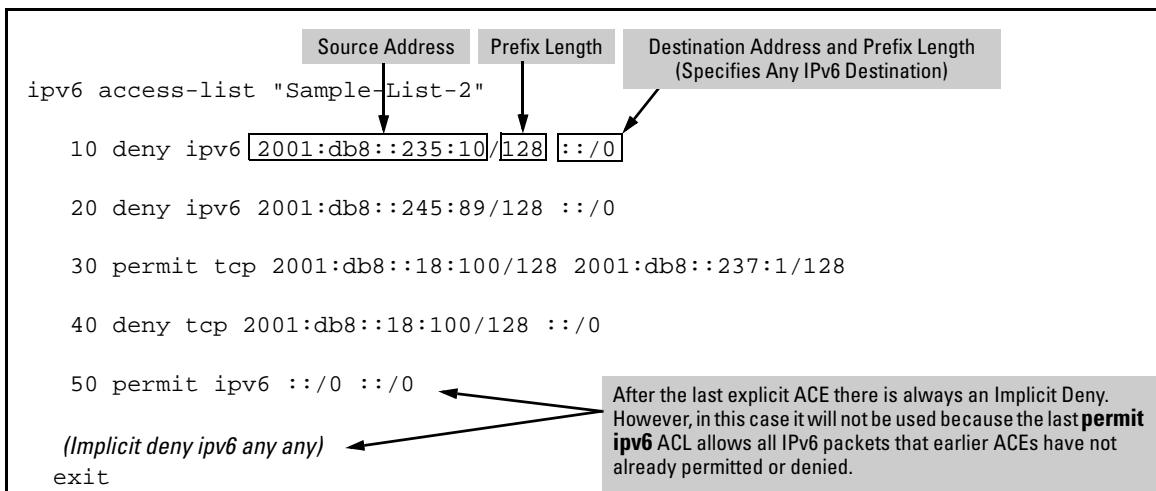 Source Address
Prefix Length
Destination Address and Prefix Length
(Specifies Any IPv6 Destination)
ipv6 access-list "Sample-List-2"
10 deny ipv6 2001:db8::235:10/128 ::/0
20 deny ipv6 2001:db8::245:89/128 ::/0
30 permit tcp 2001:db8::18:100/128 2001:db8::237:1/128
40 deny tcp 2001:db8::18:100/128 ::/0
50 permit ipv6 ::/0 ::/0
After the last explicit ACE there is always an Implicit Deny.
However, in this case it will not be used because the last permit
ipv6 ACL allows all IPv6 packets that earlier ACEs have not
already permitted or denied.
(Implicit deny ipv6 any any)
exit